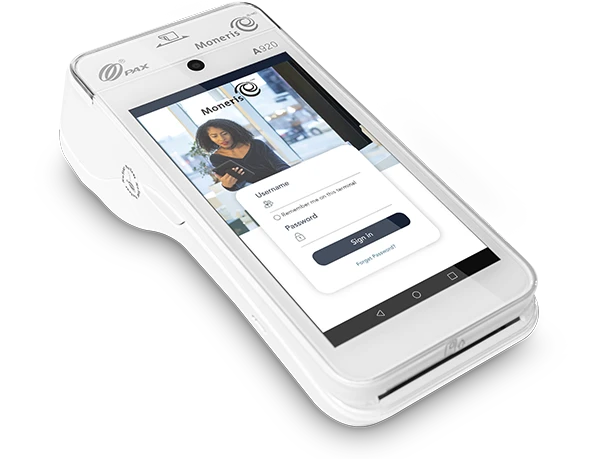 Moneris
PAX
A920
Moneris
Username
Remember me on this terminal
Password
Sign In
Forgot Password?